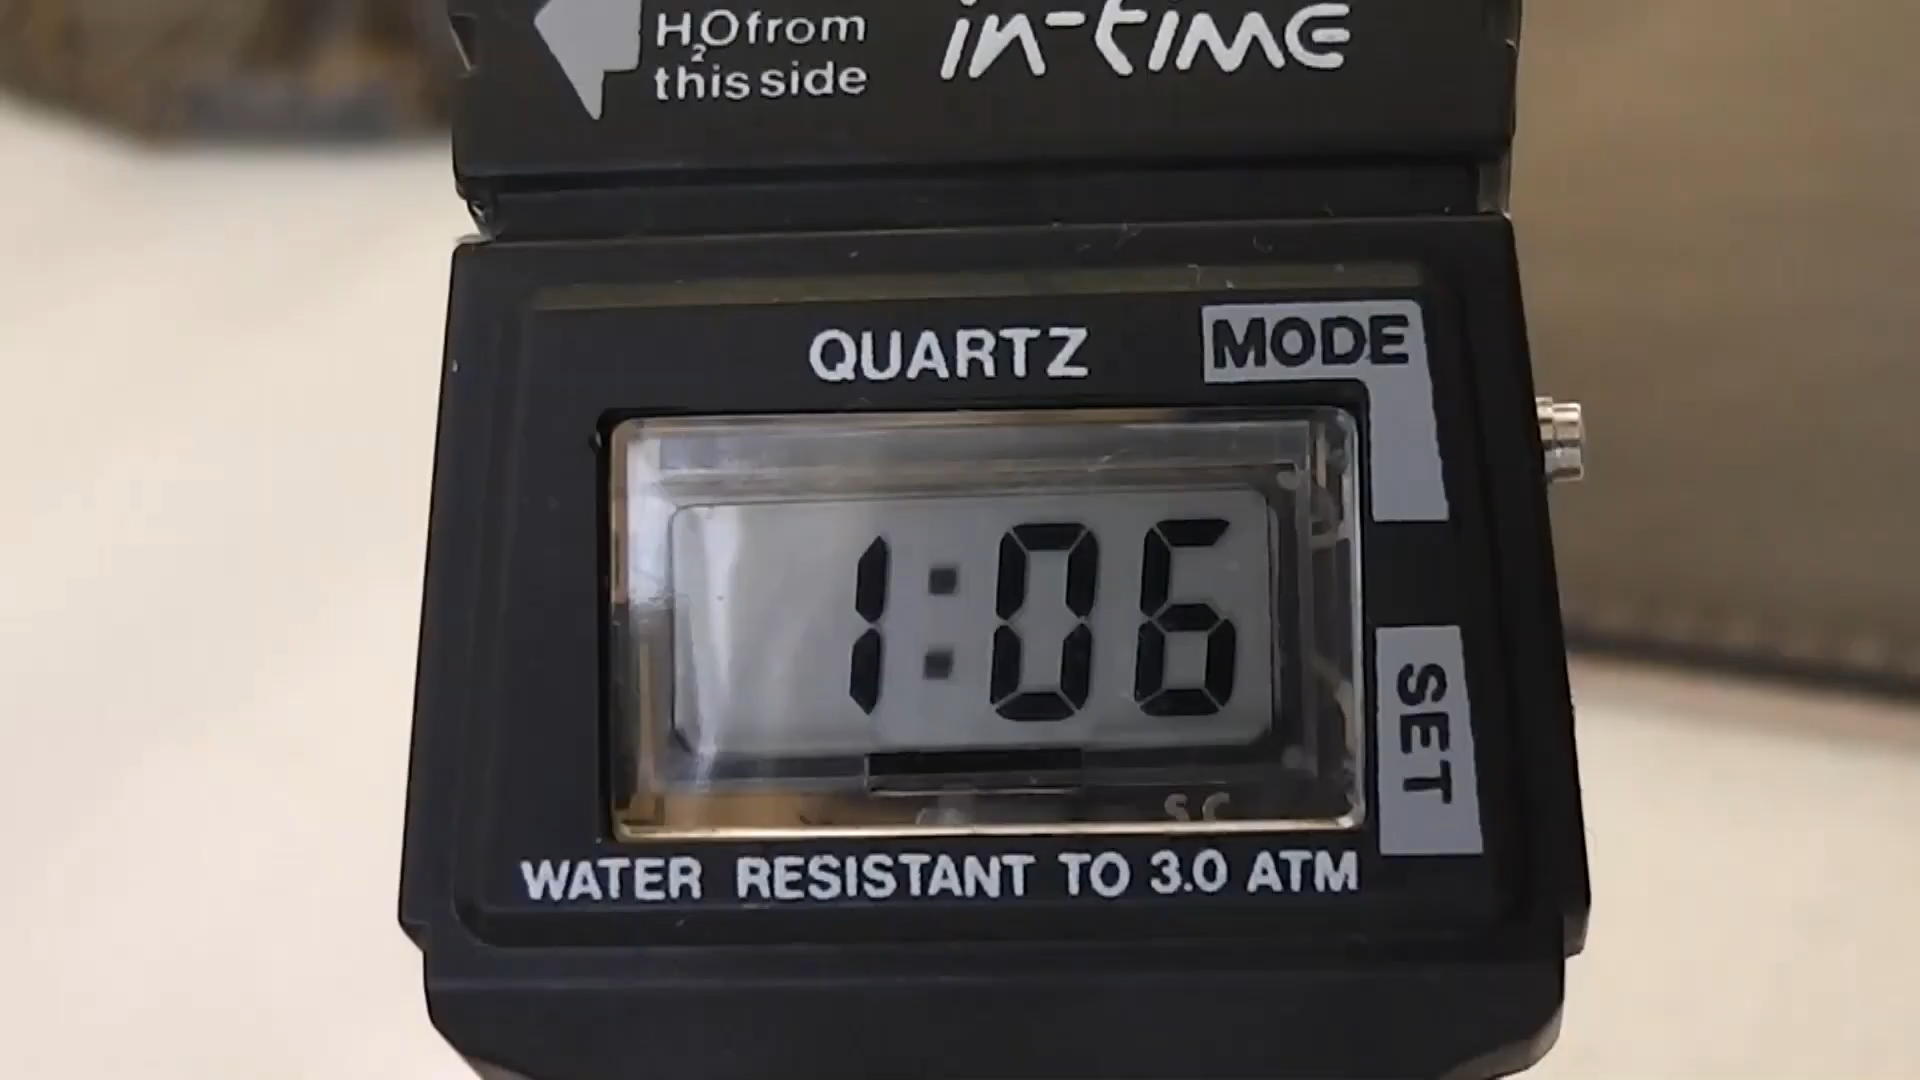 H₂O from
this side
in-time
QUARTZ
MODE
1:06
SET
S C
WATER RESISTANT TO 3.0 ATM